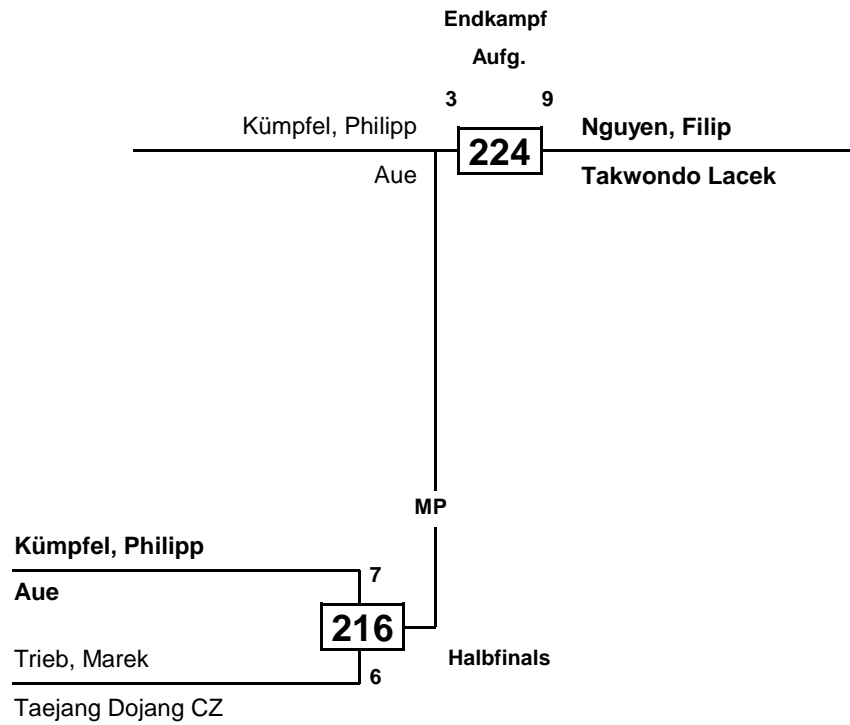 Endkampf
Aufg.
3 9
Kümpfel, Philipp 224 Nguyen, Filip
Aue Takwondo Lacek
MP
Kümpfel, Philipp
7
Aue
216
Trieb, Marek Halbfinals
6
Taejang Dojang CZ